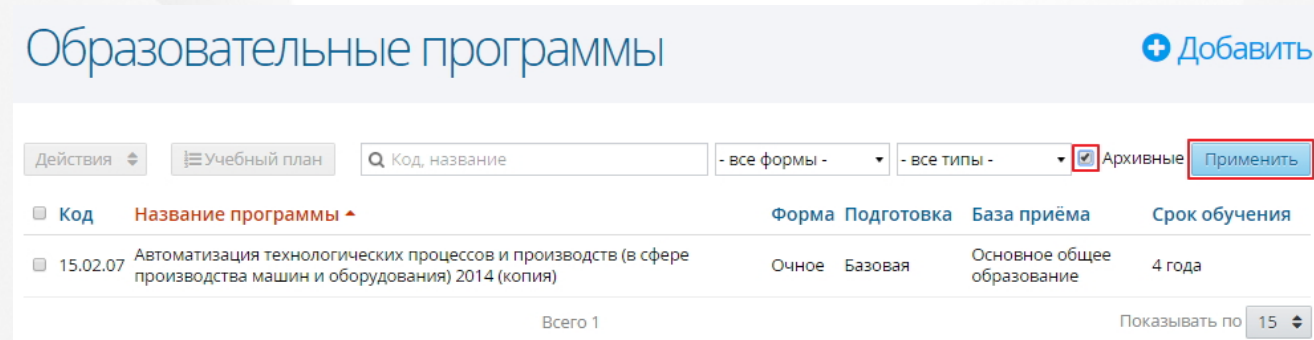 Образовательные программы
Добавить
Действия Учебный план Код, название - все формы - - все типы - Архивные Применить
Код Название программы Форма Подготовка База приёма Срок обучения
15.02.07 Автоматизация технологических процессов и производств (в сфере
производства машин и оборудования) 2014 (копия)
Очное Базовая
Основное общее
образование
4 года
Всего 1
Показывать по 15